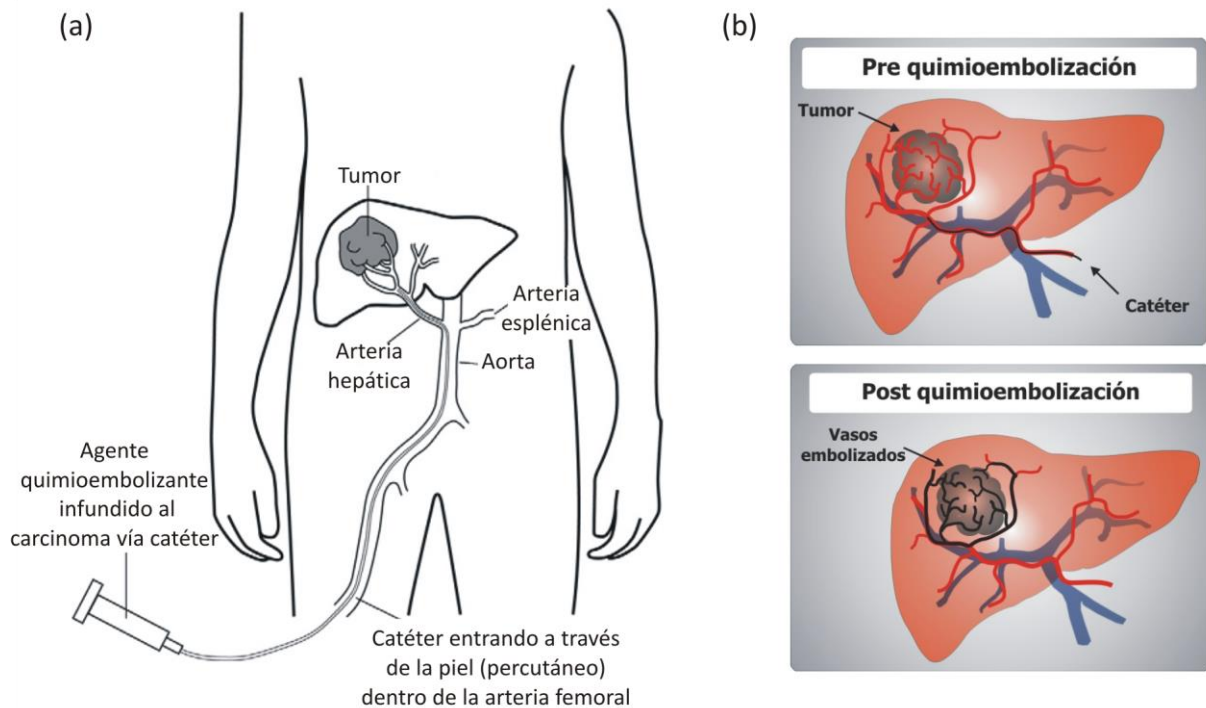 (a)
Tumor
Arteria
esplénica
Arteria
hepática
Aorta
Agente
quimioembolizante
infundido al
carcinoma vía catéter
Catéter entrando a través
de la piel (percutáneo)
dentro de la arteria femoral
(b)
Pre quimioembolización
Tumor
Catéter
Post quimioembolización
Vasos
embolizados